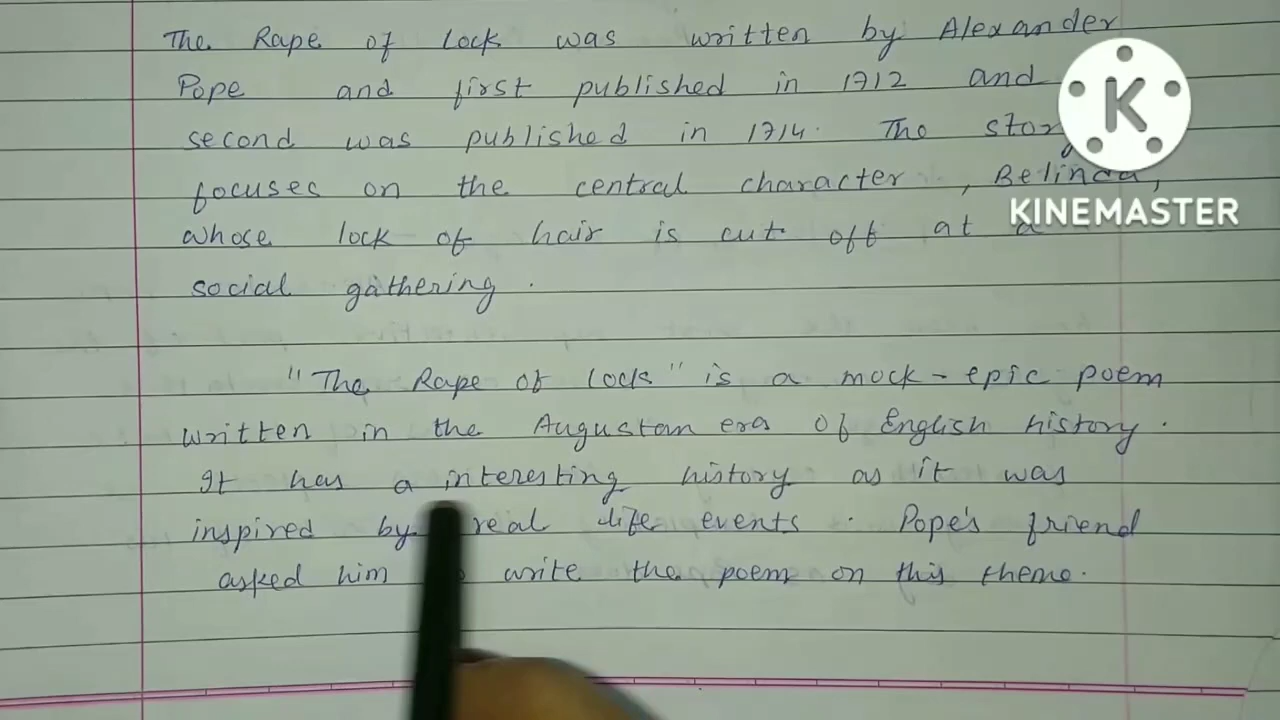 The Rape of Lock was written by Alexander
Pope and first published in 1712 and
second was published in 1714. The story
focuses on the central character, Belinda,
whose lock of hair is cut off at a
social gathering.
"The Rape of Lock" is a mock-epic poem
written in the Augustan era of English history.
It has a interesting history as it was
inspired by real life events. Pope's friend
asked him write the poem on this theme.
K
KINEMASTER